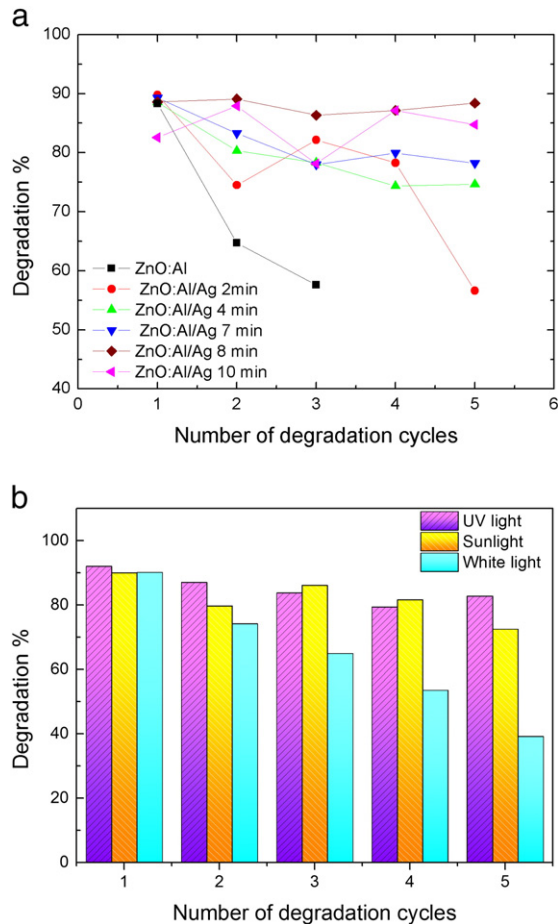 a
100
90
80
70
60
50
40
Degradation %
ZnO:Al
ZnO:Al/Ag 2min
ZnO:Al/Ag 4 min
ZnO:Al/Ag 7 min
ZnO:Al/Ag 8 min
ZnO:Al/Ag 10 min
0 1 2 3 4 5 6
Number of degradation cycles
b
UV light
Sunlight
White light
100
80
60
40
20
0
Degradation %
1 2 3 4 5
Number of degradation cycles